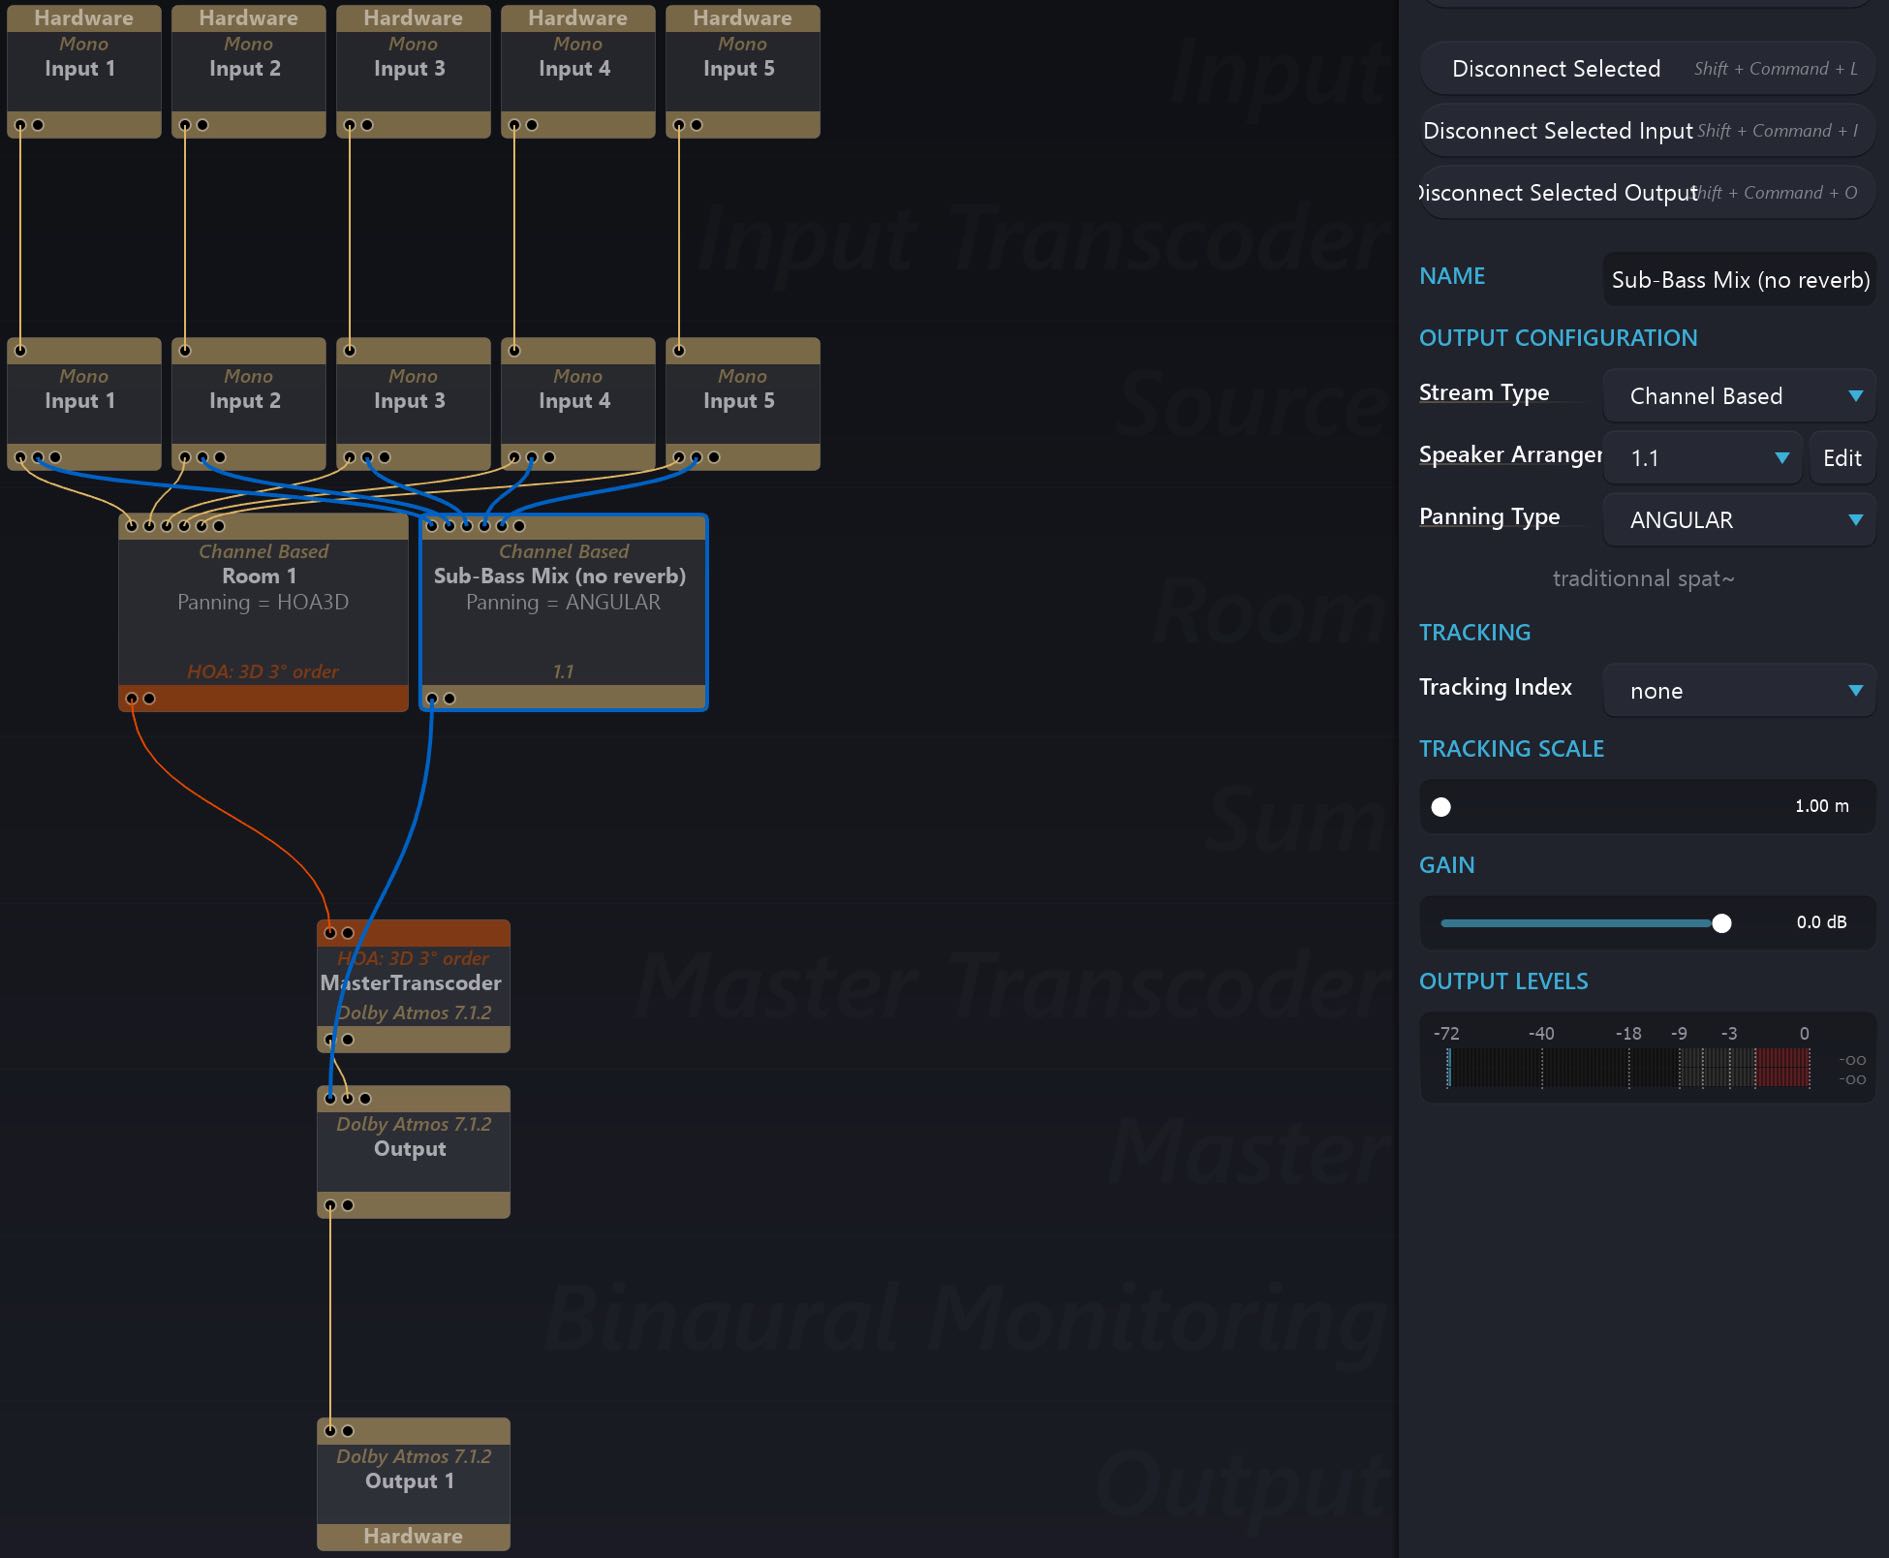 Hardware
Mono
Input 1
Hardware
Mono
Input 2
Hardware
Mono
Input 3
Hardware
Mono
Input 4
Hardware
Mono
Input 5
Input
Input Transcoder
Mono
Input 1
Mono
Input 2
Mono
Input 3
Mono
Input 4
Mono
Input 5
Source
Channel Based
Room 1
Panning = HOA3D
HOA: 3D 3° order
Channel Based
Sub-Bass Mix (no reverb)
Panning = ANGULAR
1.1
Room
Sum
HOA: 3D 3° order
MasterTranscoder
Dolby Atmos 7.1.2
Master Transcoder
Dolby Atmos 7.1.2
Output
Master
Binaural Monitoring
Dolby Atmos 7.1.2
Output 1
Hardware
Output
Disconnect Selected Shift + Command + L
Disconnect Selected Input Shift + Command + I
Disconnect Selected Output Shift + Command + O
NAME Sub-Bass Mix (no reverb)
OUTPUT CONFIGURATION
Stream Type Channel Based
Speaker Arranger 1.1 Edit
Panning Type ANGULAR
traditionnal spat~
TRACKING
Tracking Index none
TRACKING SCALE
1.00 m
GAIN
0.0 dB
OUTPUT LEVELS
-72 -40 -18 -9 -3 0
-oo
-oo